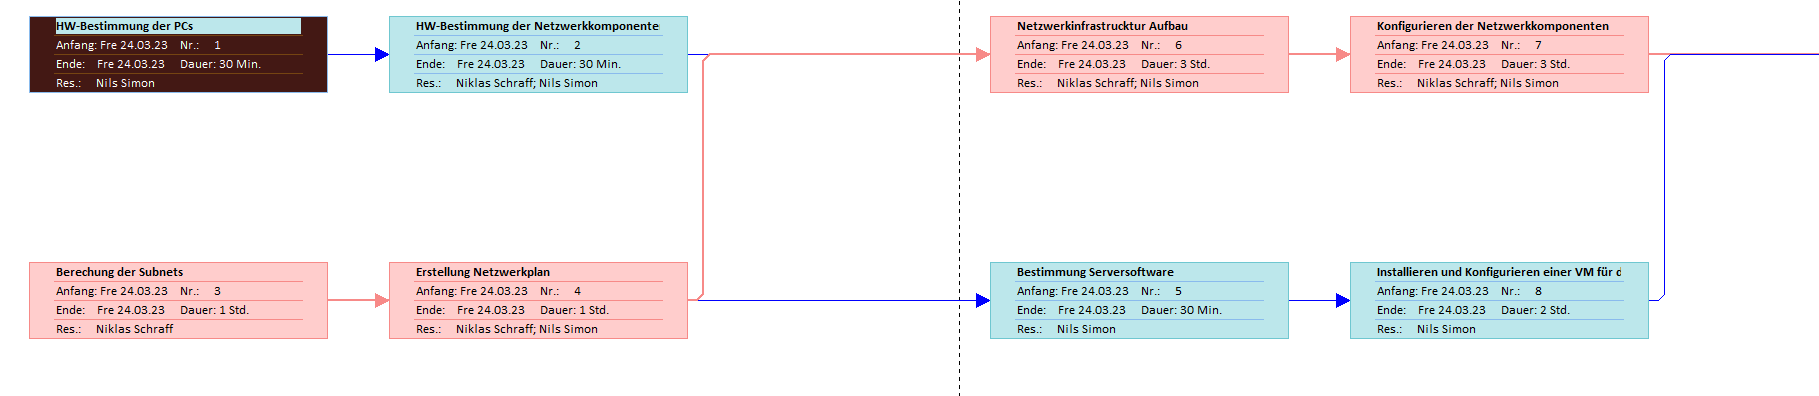 HW-Bestimmung der PCs
Anfang: Fre 24.03.23 Nr.: 1
Ende: Fre 24.03.23 Dauer: 30 Min.
Res.: Nils Simon
HW-Bestimmung der Netzwerkkomponente
Anfang: Fre 24.03.23 Nr.: 2
Ende: Fre 24.03.23 Dauer: 30 Min.
Res.: Niklas Schraff; Nils Simon
Netzwerkinfrastrucktur Aufbau
Anfang: Fre 24.03.23 Nr.: 6
Ende: Fre 24.03.23 Dauer: 3 Std.
Res.: Niklas Schraff; Nils Simon
Konfigurieren der Netzwerkkomponenten
Anfang: Fre 24.03.23 Nr.: 7
Ende: Fre 24.03.23 Dauer: 3 Std.
Res.: Niklas Schraff; Nils Simon
Berechung der Subnets
Anfang: Fre 24.03.23 Nr.: 3
Ende: Fre 24.03.23 Dauer: 1 Std.
Res.: Niklas Schraff
Erstellung Netzwerkplan
Anfang: Fre 24.03.23 Nr.: 4
Ende: Fre 24.03.23 Dauer: 1 Std.
Res.: Niklas Schraff; Nils Simon
Bestimmung Serversoftware
Anfang: Fre 24.03.23 Nr.: 5
Ende: Fre 24.03.23 Dauer: 30 Min.
Res.: Nils Simon
Installieren und Konfigurieren einer VM für d
Anfang: Fre 24.03.23 Nr.: 8
Ende: Fre 24.03.23 Dauer: 2 Std.
Res.: Nils Simon